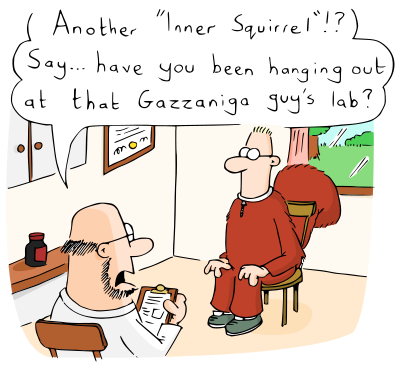 Another "Inner Squirrel"!?
Say... have you been hanging out
at that Gazzaniga guy's lab?